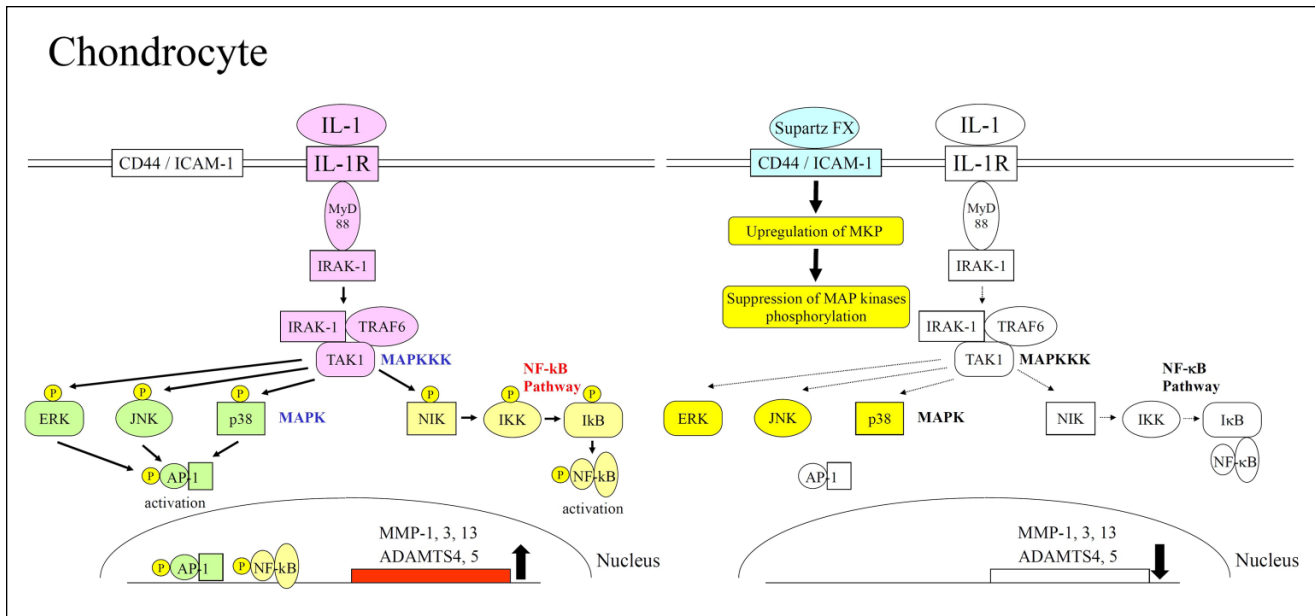 Chondrocyte
IL-1
CD44 / ICAM-1
IL-1R
MyD
88
IRAK-1
IRAK-1
TRAF6
TAK1
MAPKKK
NF-kB
Pathway
P
P
P
P
P
P
ERK
JNK
p38
MAPK
NIK
IKK
IkB
P
AP-1
activation
P
NF-kB
activation
MMP-1, 3, 13
ADAMTS4, 5
Nucleus
P
AP-1
P
NF-kB
Supartz FX
IL-1
CD44 / ICAM-1
IL-1R
MyD
88
Upregulation of MKP
IRAK-1
Suppression of MAP kinases
phosphorylation
IRAK-1
TRAF6
TAK1
MAPKKK
NF-κB
Pathway
ERK
JNK
p38
MAPK
NIK
IKK
IκB
AP-1
NF-κB
MMP-1, 3, 13
ADAMTS4, 5
Nucleus